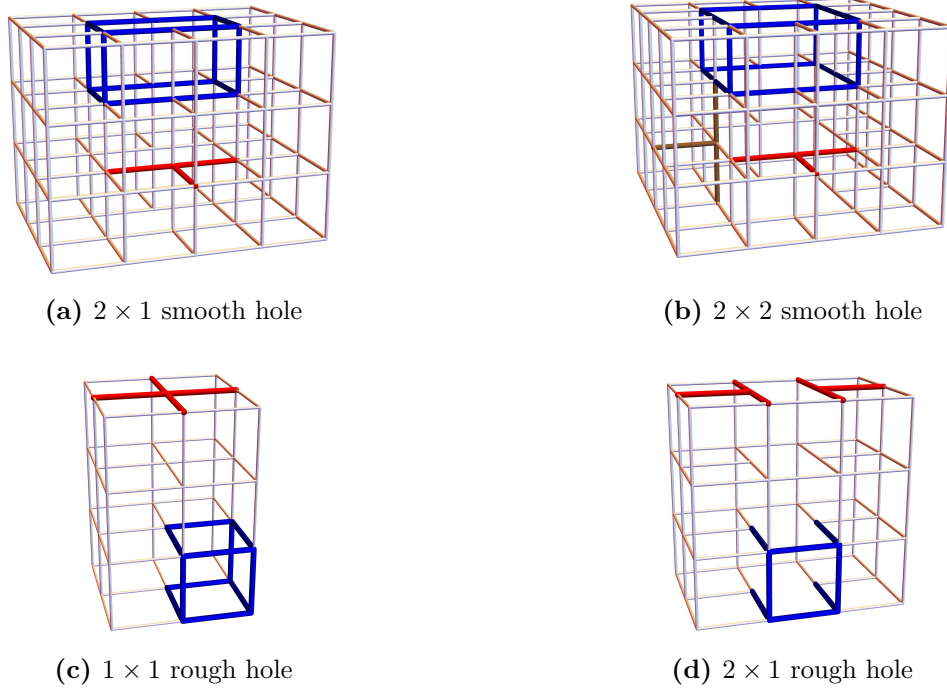 (a) 2 × 1 smooth hole
(b) 2 × 2 smooth hole
(c) 1 × 1 rough hole
(d) 2 × 1 rough hole